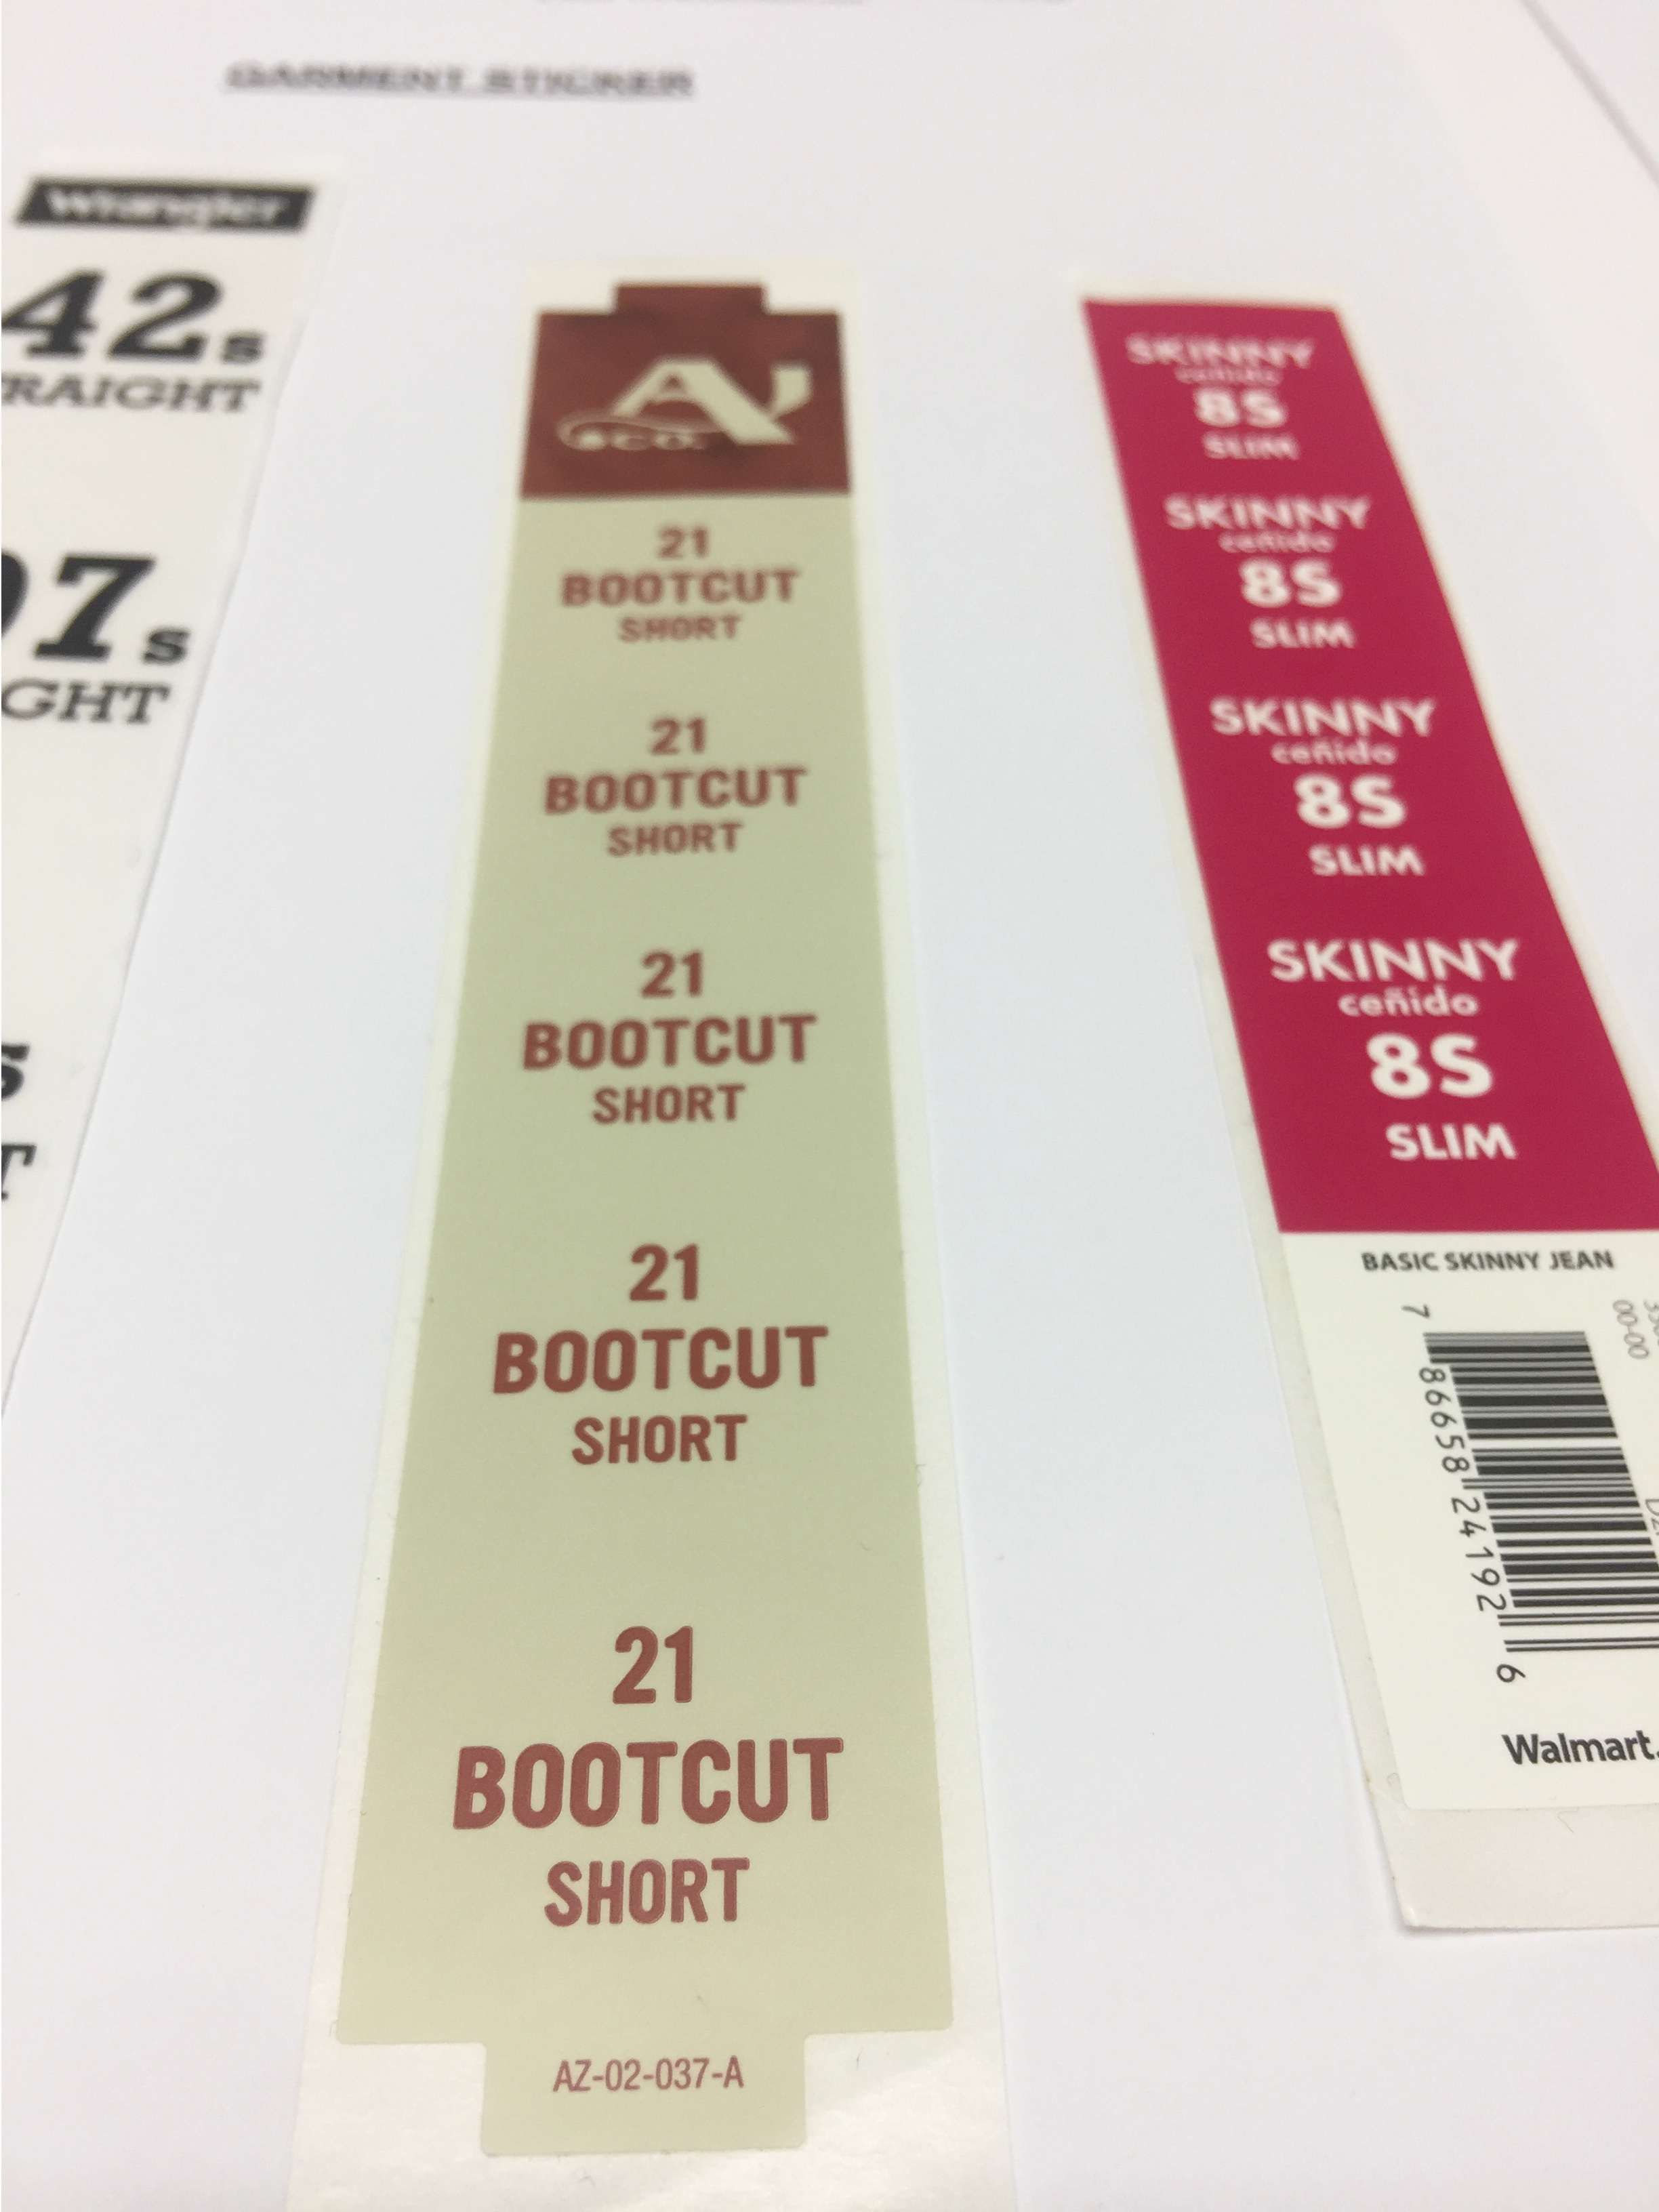 GARMENT STICKER
Wrangler
42s
RAIGHT
7s
GHT
s
T
A
&CO.
21
BOOTCUT
SHORT
21
BOOTCUT
SHORT
21
BOOTCUT
SHORT
21
BOOTCUT
SHORT
21
BOOTCUT
SHORT
AZ-02-037-A
SKINNY
ceñido
8S
SLIM
SKINNY
ceñido
8S
SLIM
SKINNY
ceñido
8S
SLIM
SKINNY
ceñido
8S
SLIM
BASIC SKINNY JEAN
00-00
7 86658 24192 6
Walmart.